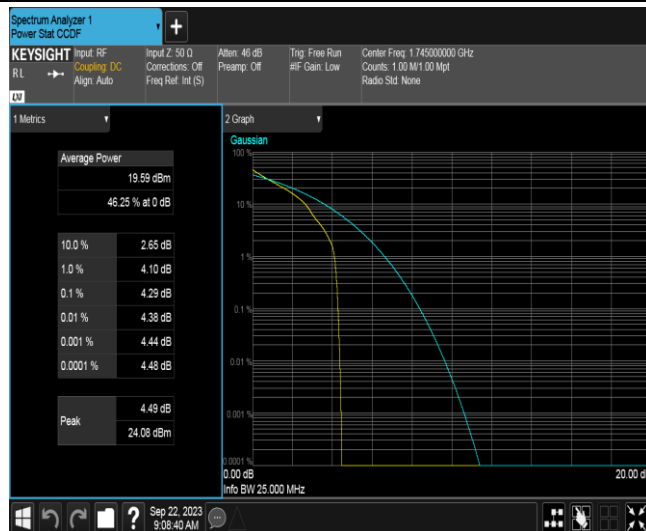 Spectrum Analyzer 1
Power Stat CCDF
+
KEYSIGHT
RL
Input: RF
Coupling: DC
Align: Auto
Input Z: 50 Ω
Corrections: Off
Freq Ref: Int (S)
Atten: 46 dB
Preamp: Off
Trig: Free Run
#IF Gain: Low
Center Freq: 1.745000000 GHz
Counts: 1.00 M/1.00 Mpt
Radio Std: None
1 Metrics
Average Power
19.59 dBm
46.25 % at 0 dB
10.0 % 2.65 dB
1.0 % 4.10 dB
0.1 % 4.29 dB
0.01 % 4.38 dB
0.001 % 4.44 dB
0.0001 % 4.48 dB
Peak 4.49 dB
24.08 dBm
2 Graph
Gaussian
100 %
10 %
1 %
0.1 %
0.01 %
0.001 %
0.0001 %
0.00 dB
20.00 d
Info BW 25.000 MHz
?
Sep 22, 2023
9:08:40 AM